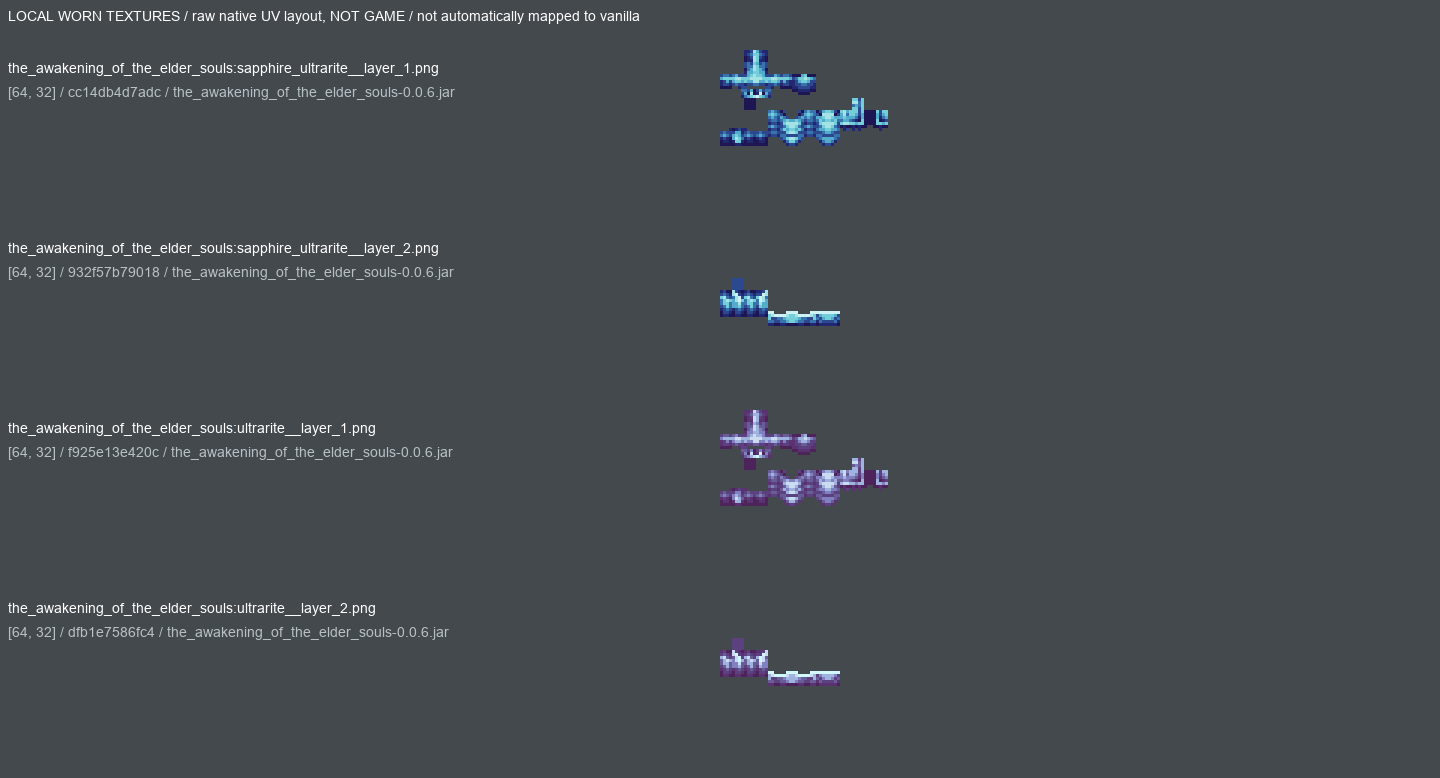 LOCAL WORN TEXTURES / raw native UV layout, NOT GAME / not automatically mapped to vanilla
the_awakening_of_the_elder_souls:sapphire_ultrarite__layer_1.png
[64, 32] / cc14db4d7adc / the_awakening_of_the_elder_souls-0.0.6.jar
the_awakening_of_the_elder_souls:sapphire_ultrarite__layer_2.png
[64, 32] / 932f57b79018 / the_awakening_of_the_elder_souls-0.0.6.jar
the_awakening_of_the_elder_souls:ultrarite__layer_1.png
[64, 32] / f925e13e420c / the_awakening_of_the_elder_souls-0.0.6.jar
the_awakening_of_the_elder_souls:ultrarite__layer_2.png
[64, 32] / dfb1e7586fc4 / the_awakening_of_the_elder_souls-0.0.6.jar